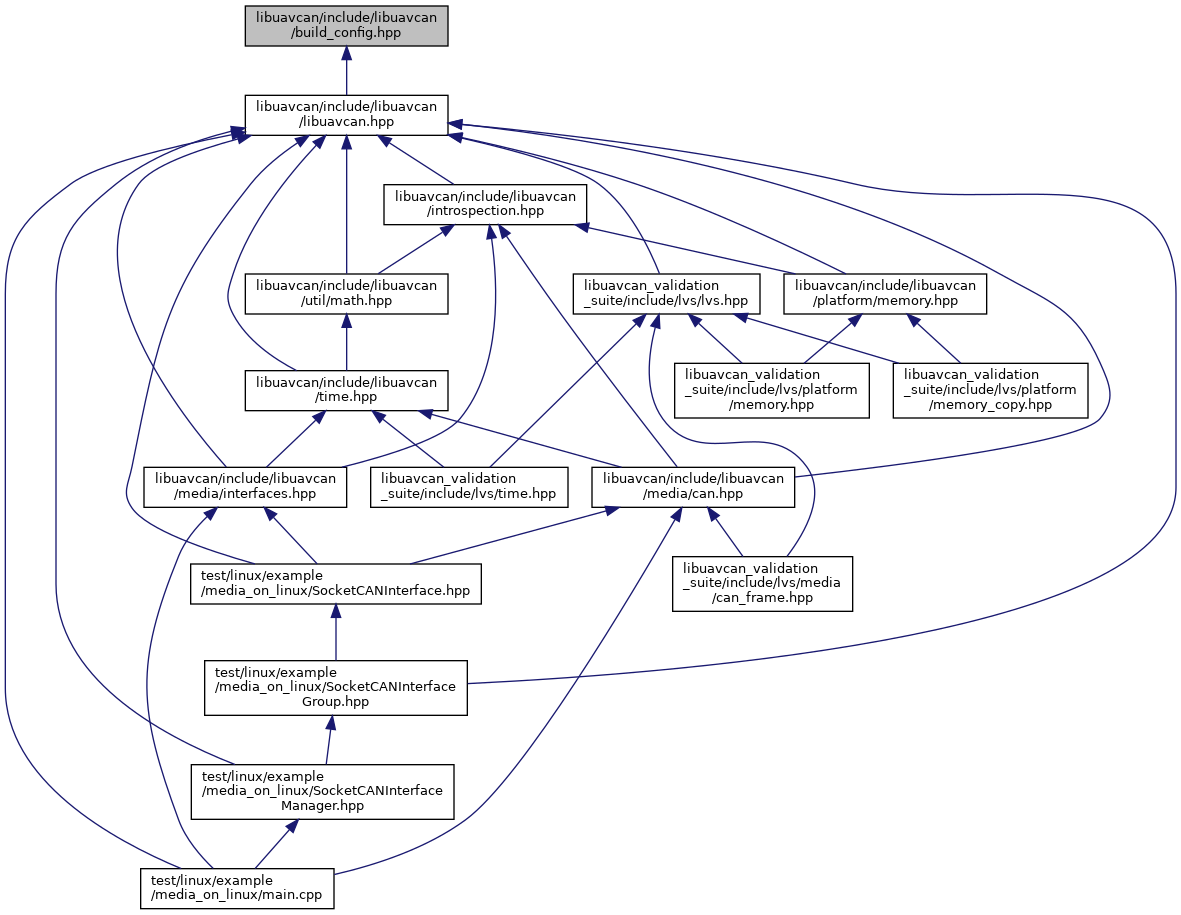 libuavcan/include/libuavcan
/build_config.hpp
libuavcan/include/libuavcan
/libuavcan.hpp
libuavcan/include/libuavcan
/introspection.hpp
libuavcan/include/libuavcan
/util/math.hpp
libuavcan_validation
_suite/include/lvs/lvs.hpp
libuavcan/include/libuavcan
/platform/memory.hpp
libuavcan/include/libuavcan
/time.hpp
libuavcan_validation
_suite/include/lvs/platform
/memory.hpp
libuavcan_validation
_suite/include/lvs/platform
/memory_copy.hpp
libuavcan/include/libuavcan
/media/interfaces.hpp
libuavcan_validation
_suite/include/lvs/time.hpp
libuavcan/include/libuavcan
/media/can.hpp
test/linux/example
/media_on_linux/SocketCANInterface.hpp
libuavcan_validation
_suite/include/lvs/media
/can_frame.hpp
test/linux/example
/media_on_linux/SocketCANInterface
Group.hpp
test/linux/example
/media_on_linux/SocketCANInterface
Manager.hpp
test/linux/example
/media_on_linux/main.cpp